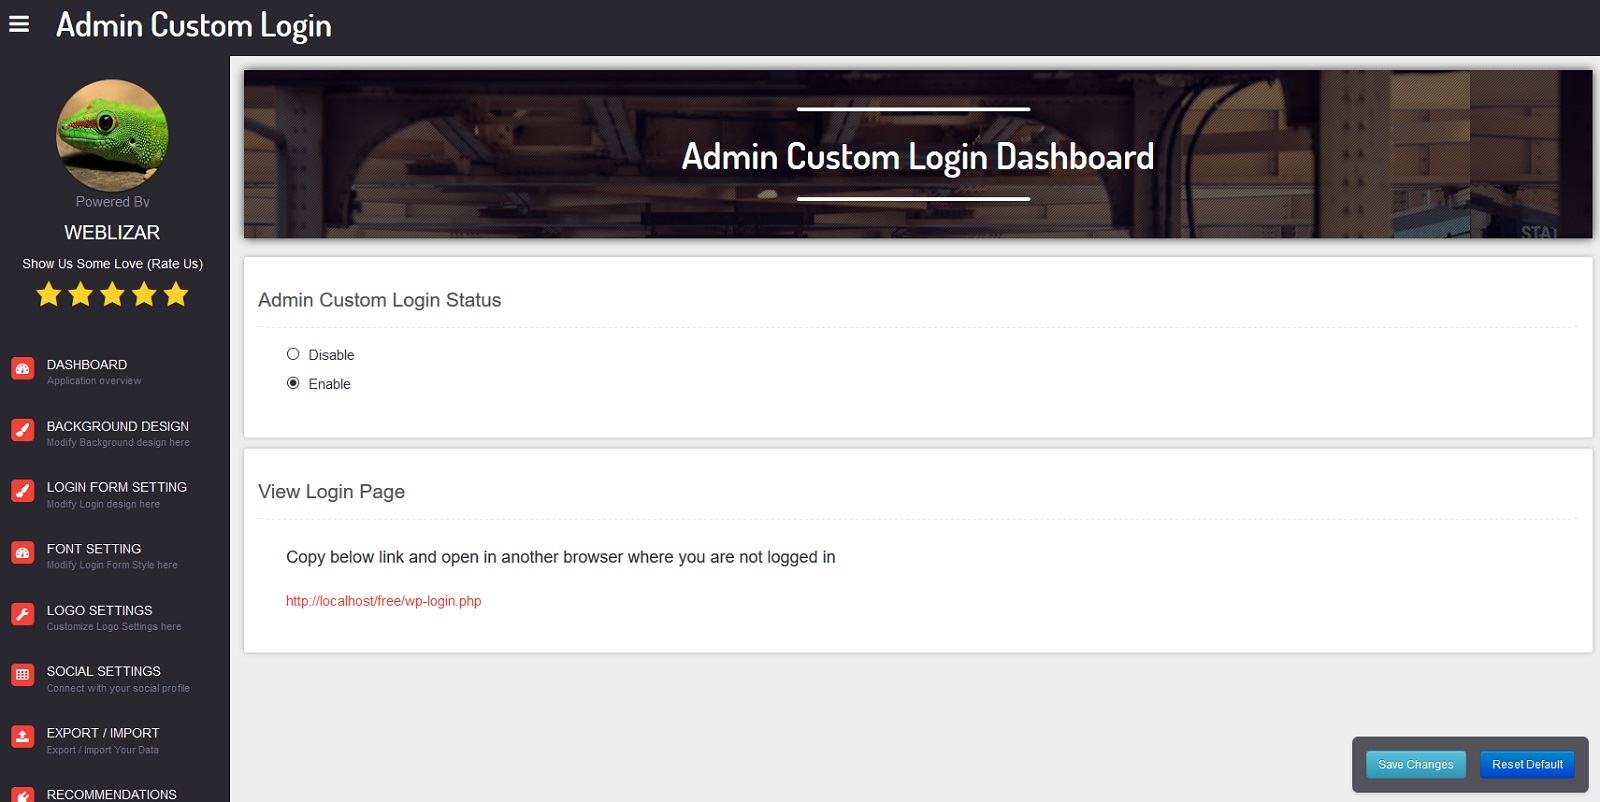 Admin Custom Login
Powered By
WEBLIZAR
Show Us Some Love (Rate Us)
DASHBOARD
Application overview
BACKGROUND DESIGN
Modify Background design here
LOGIN FORM SETTING
Modify Login design here
FONT SETTING
Modify Login Form Style here
LOGO SETTINGS
Customize Logo Settings here
SOCIAL SETTINGS
Connect with your social profile
EXPORT / IMPORT
Export / Import Your Data
RECOMMENDATIONS
Admin Custom Login Dashboard
Admin Custom Login Status
Disable
Enable
View Login Page
Copy below link and open in another browser where you are not logged in
http://localhost/free/wp-login.php
Save Changes
Reset Default